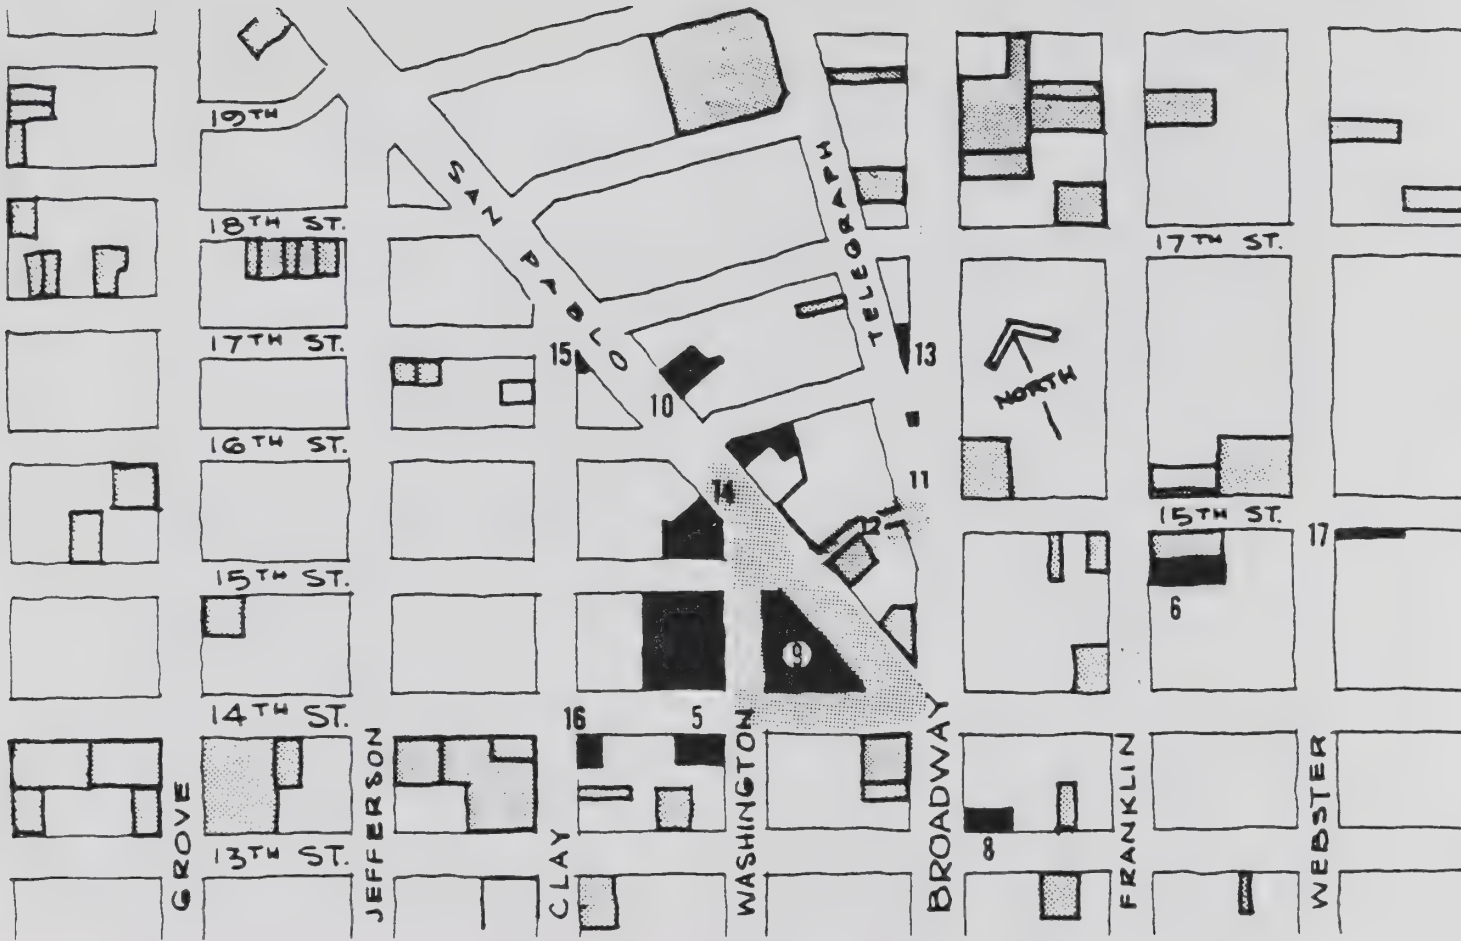 19TH
18TH ST.
SAN PABLO
TELEGRAPH
17TH ST.
17TH ST.
15
13
10
NORTH
16TH ST.
14
11
12
15TH ST.
17
15TH ST.
6
9
14TH ST.
16
5
8
13TH ST.
GROVE
JEFFERSON
CLAY
WASHINGTON
BROADWAY
FRANKLIN
WEBSTER